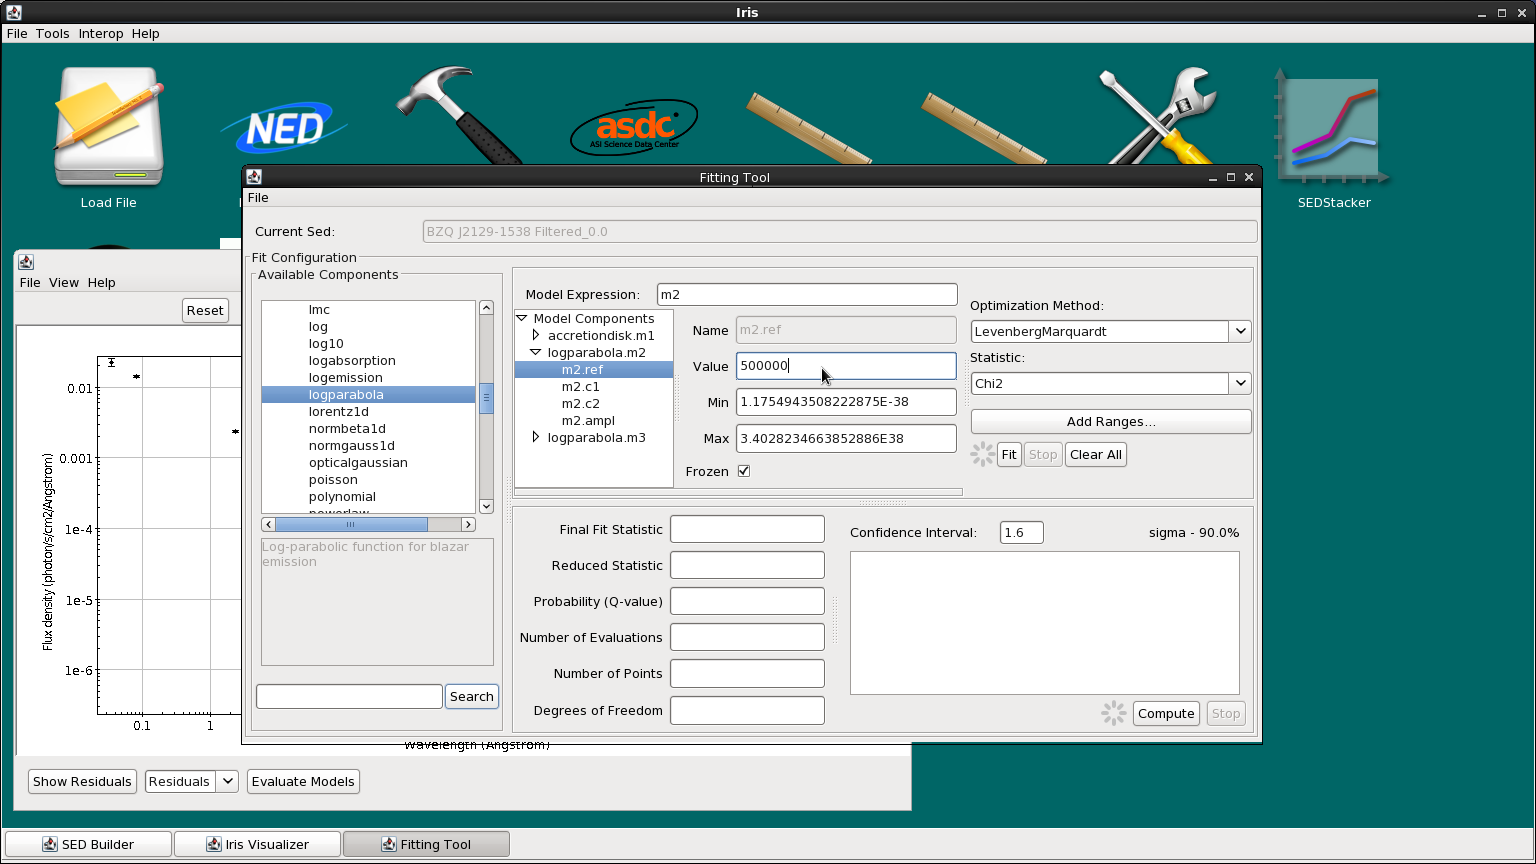 Iris
File Tools Interop Help
NED
asdc
ASI Science Data Center
Load File
SEDStacker
Fitting Tool
File
Current Sed: BZQ J2129-1538 Filtered_0.0
Fit Configuration
Available Components
lmc
log
log10
logabsorption
logemission
logparabola
lorentz1d
normbeta1d
normgauss1d
opticalgaussian
poisson
polynomial
powerlaw
Log-parabolic function for blazar
emission
Search
Model Expression: m2
Model Components
accretiondisk.m1
logparabola.m2
m2.ref
m2.c1
m2.c2
m2.ampl
logparabola.m3
Name m2.ref
Value 500000
Min 1.1754943508222875E-38
Max 3.4028234663852886E38
Frozen
Optimization Method:
LevenbergMarquardt
Statistic:
Chi2
Add Ranges...
Fit Stop Clear All
Final Fit Statistic
Reduced Statistic
Probability (Q-value)
Number of Evaluations
Number of Points
Degrees of Freedom
Confidence Interval: 1.6 sigma - 90.0%
Compute Stop
File View Help
Reset
Flux density (photon/s/cm2/Angstrom)
0.01
0.001
1e-4
1e-5
1e-6
0.1 1
Wavelength (Angstrom)
Show Residuals Residuals Evaluate Models
SED Builder Iris Visualizer Fitting Tool